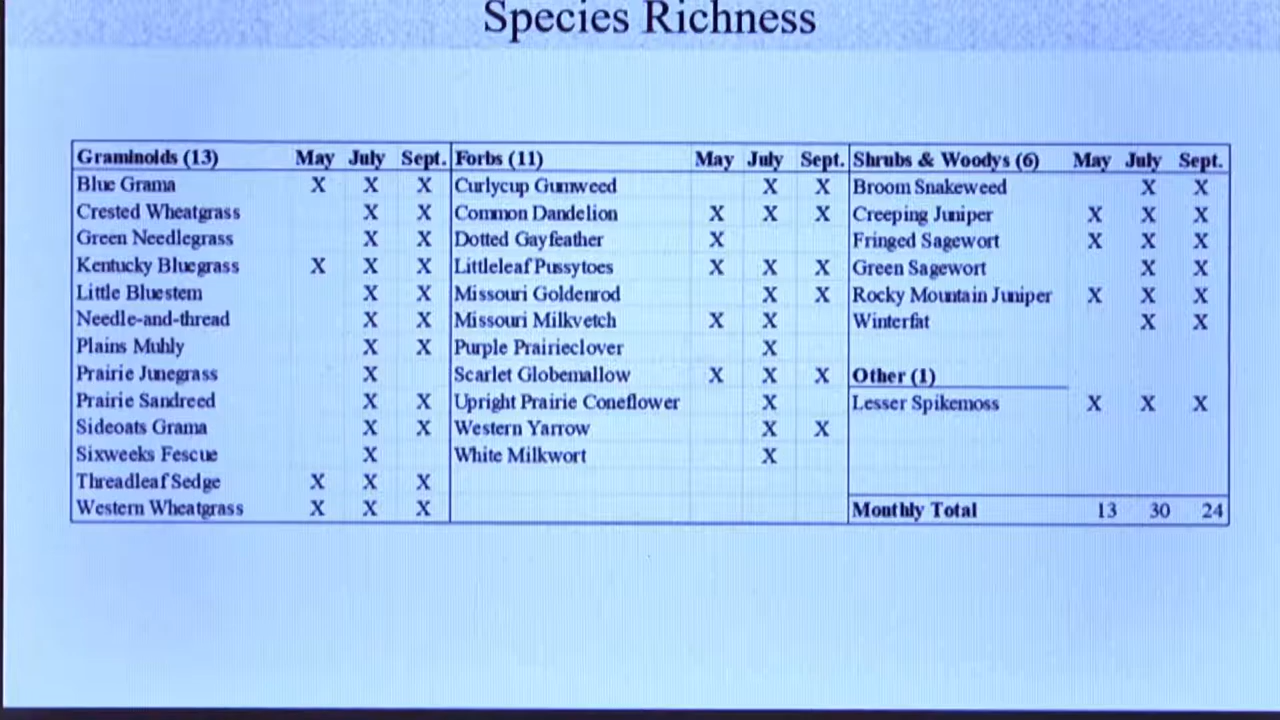 Species Richness
Graminoids (13) May July Sept. Forbs (11) May July Sept. Shrubs & Woodys (6) May July Sept.
Blue Grama X X X Curlycup Gumweed X X Broom Snakeweed X X
Crested Wheatgrass X X Common Dandelion X X X Creeping Juniper X X X
Green Needlegrass X X Dotted Gayfeather X Fringed Sagewort X X X
Kentucky Bluegrass X X X Littleleaf Pussytoes X X X Green Sagewort X X
Little Bluestem X X Missouri Goldenrod X X Rocky Mountain Juniper X X X
Needle-and-thread X X Missouri Milkvetch X X Winterfat X X
Plains Muhly X X Purple Prairieclover X
Prairie Junegrass X Scarlet Globemallow X X X Other (1)
Prairie Sandreed X X Upright Prairie Coneflower X Lesser Spikemoss X X X
Sideoats Grama X X Western Yarrow X X
Sixweeks Fescue X White Milkwort X
Threadleaf Sedge X X X
Western Wheatgrass X X X Monthly Total 13 30 24